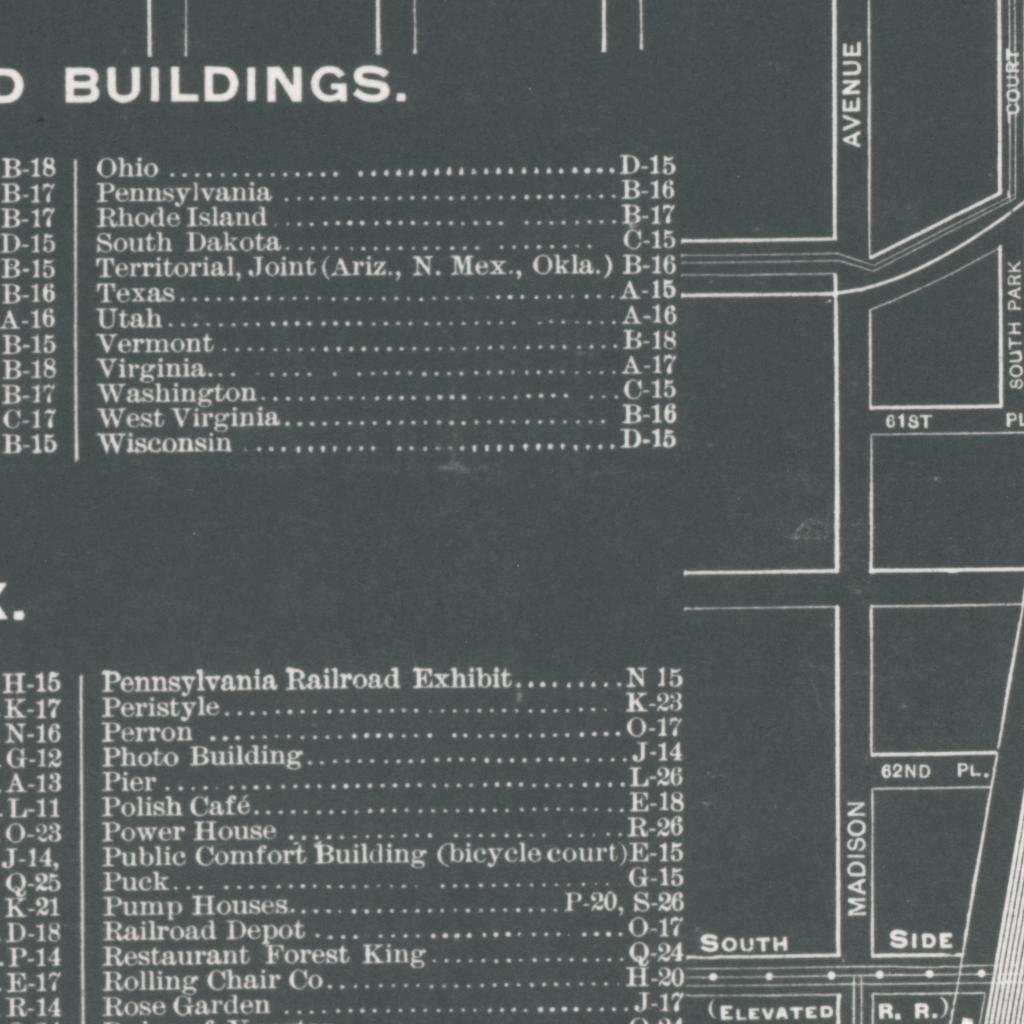 D BUILDINGS.
B-18
B-17
B-17
D-15
B-15
B-16
A-16
B-15
B-18
B-17
C-17
B-15
Ohio ................................ D-15
Pennsylvania ................................ B-16
Rhode Island ................................ B-17
South Dakota ................................ C-15
Territorial, Joint (Ariz., N. Mex., Okla.) B-16
Texas ................................ A-15
Utah ................................ A-16
Vermont ................................ B-18
Virginia ................................ A-17
Washington ................................ C-15
West Virginia ................................ B-16
Wisconsin ................................ D-15
X.
H-15
K-17
N-16
G-12
A-13
L-11
O-23
J-14,
Q-25
K-21
D-18
P-14
E-17
R-14
Pennsylvania Railroad Exhibit ......... N 15
Peristyle ................................ K-23
Perron ................................ O-17
Photo Building ................................ J-14
Pier ................................ L-26
Polish Café ................................ E-18
Power House ................................ R-26
Public Comfort Building (bicycle court) E-15
Puck ................................ G-15
Pump Houses ........................ P-20, S-26
Railroad Depot ................................ O-17
Restaurant Forest King ................ Q-24
Rolling Chair Co. ........................ H-20
Rose Garden ................................ J-17
AVENUE
COURT
SOUTH PARK
61ST PL
62ND PL.
MADISON
SOUTH SIDE
(ELEVATED R. R.)